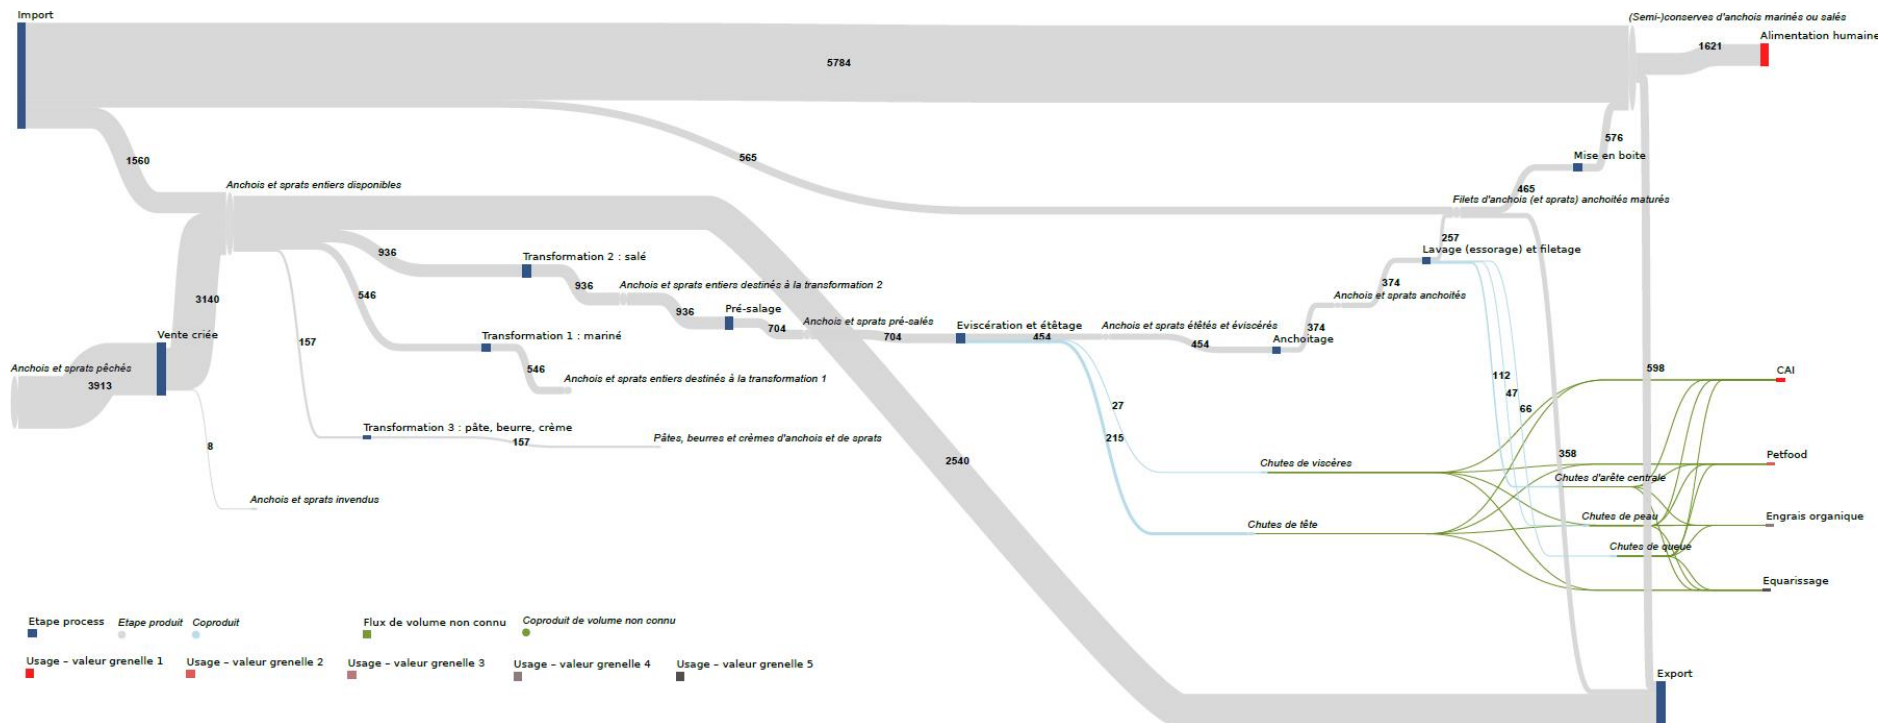 Import
(Semi-)conserves d'anchois marinés ou salés
Alimentation humaine
1621
5784
576
Mise en boite
565
1560
Anchois et sprats entiers disponibles
465
Filets d'anchois (et sprats) anchoités maturés
257
Lavage (essorage) et filetage
936
Transformation 2 : salé
936
Anchois et sprats entiers destinés à la transformation 2
374
Anchois et sprats anchoités
546
3140
936
Pré-salage
704
Anchois et sprats pré-salés
704
Eviscération et étêtage
454
Anchois et sprats étêtés et éviscérés
454
374
Anchoitage
Vente criée
157
Transformation 1 : mariné
546
Anchois et sprats entiers destinés à la transformation 1
Anchois et sprats pêchés
3913
112
47
66
598
CAI
27
215
Transformation 3 : pâte, beurre, crème
157
Pâtes, beurres et crèmes d'anchois et de sprats
8
2540
358
Chutes de viscères
Petfood
Chutes d'arête centrale
Anchois et sprats invendus
Chutes de tête
Chutes de peau
Engrais organique
Chutes de queue
Equarissage
Etape process
Etape produit
Coproduit
Flux de volume non connu
Coproduit de volume non connu
Usage – valeur grenelle 1
Usage – valeur grenelle 2
Usage – valeur grenelle 3
Usage – valeur grenelle 4
Usage – valeur grenelle 5
Export